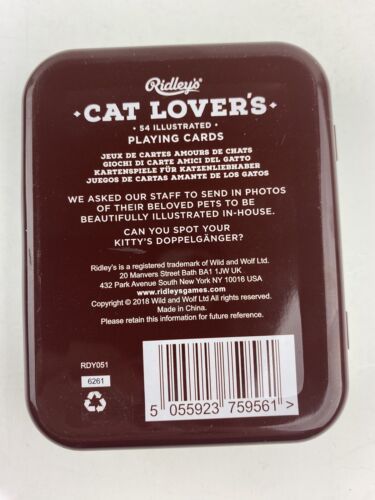 Ridley's
CAT LOVER'S
• 54 ILLUSTRATED •
PLAYING CARDS
JEUX DE CARTES AMOURS DE CHATS
GIOCHI DI CARTE AMICI DEL GATTO
KARTENSPIELE FÜR KATZENLIEBHABER
JUEGOS DE CARTAS AMANTE DE LOS GATOS
WE ASKED OUR STAFF TO SEND IN PHOTOS
OF THEIR BELOVED PETS TO BE
BEAUTIFULLY ILLUSTRATED IN-HOUSE.
CAN YOU SPOT YOUR
KITTY'S DOPPELGÄNGER?
Ridley's is a registered trademark of Wild and Wolf Ltd.
20 Manvers Street Bath BA1 1JW UK
432 Park Avenue South New York NY 10016 USA
www.ridleysgames.com
Copyright © 2018 Wild and Wolf Ltd All rights reserved.
Made in China.
Please retain this information for future reference.
RDY051
6261
5 055923 759561 >